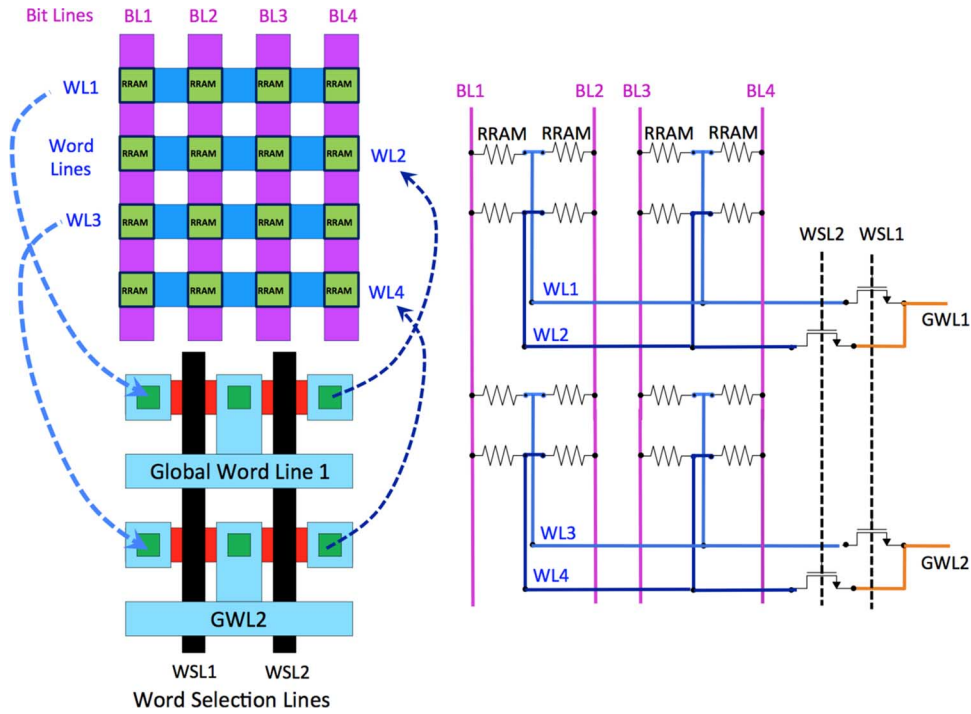 Bit Lines BL1 BL2 BL3 BL4
WL1 RRAM RRAM RRAM RRAM
Word
Lines
RRAM RRAM RRAM RRAM WL2
WL3 RRAM RRAM RRAM RRAM
RRAM RRAM RRAM RRAM WL4
Global Word Line 1
GWL2
WSL1 WSL2
Word Selection Lines
BL1 BL2 BL3 BL4
RRAM RRAM RRAM RRAM
WSL2 WSL1
WL1
GWL1
WL2
WL3
GWL2
WL4